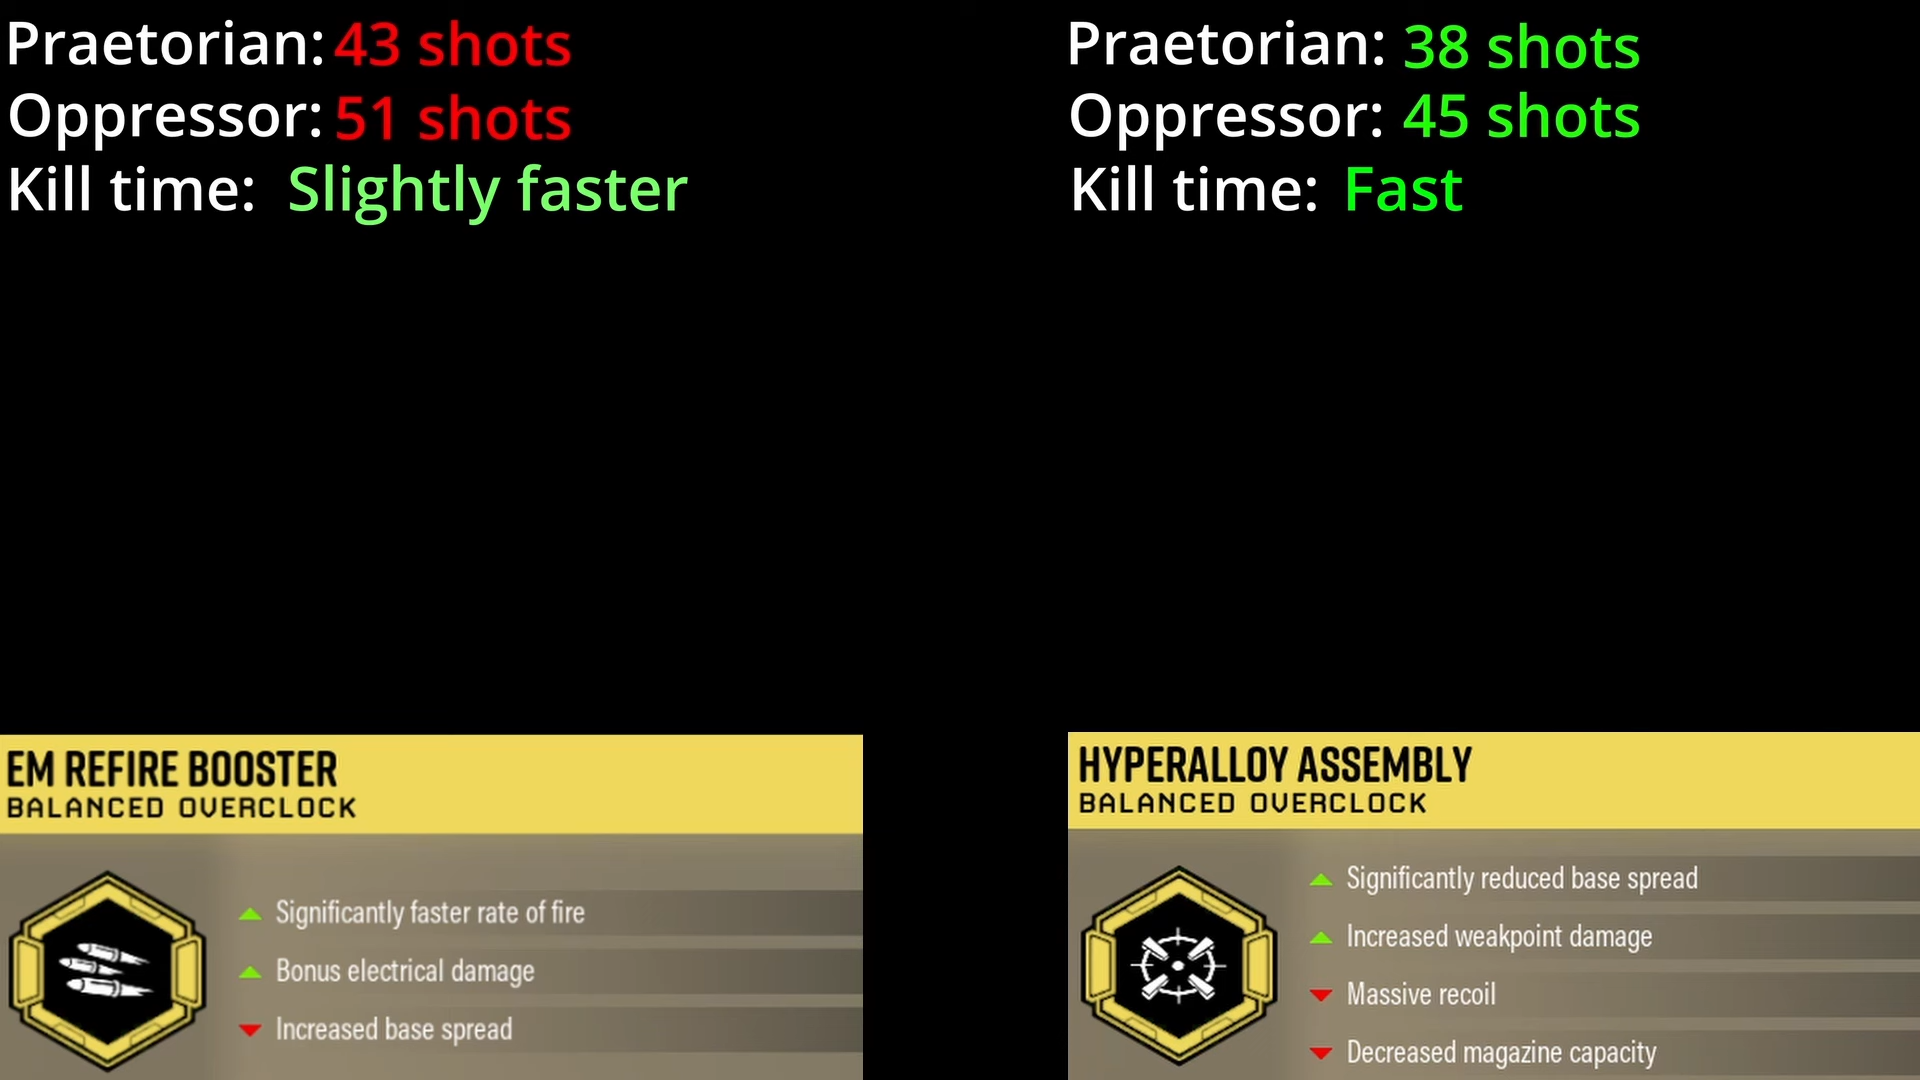 Praetorian: 43 shots
Oppressor: 51 shots
Kill time: Slightly faster
Praetorian: 38 shots
Oppressor: 45 shots
Kill time: Fast
EM REFIRE BOOSTER
BALANCED OVERCLOCK
Significantly faster rate of fire
Bonus electrical damage
Increased base spread
HYPERALLOY ASSEMBLY
BALANCED OVERCLOCK
Significantly reduced base spread
Increased weakpoint damage
Massive recoil
Decreased magazine capacity